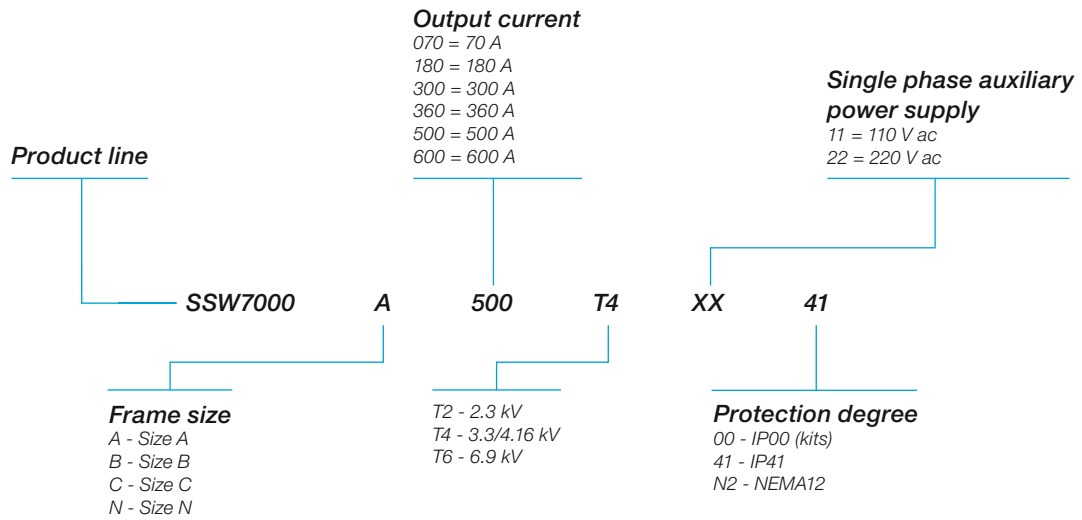 Output current
070 = 70 A
180 = 180 A
300 = 300 A
360 = 360 A
500 = 500 A
600 = 600 A
Single phase auxiliary
power supply
11 = 110 V ac
22 = 220 V ac
Product line
SSW7000 A 500 T4 XX 41
Frame size
A - Size A
B - Size B
C - Size C
N - Size N
T2 - 2.3 kV
T4 - 3.3/4.16 kV
T6 - 6.9 kV
Protection degree
00 - IP00 (kits)
41 - IP41
N2 - NEMA12